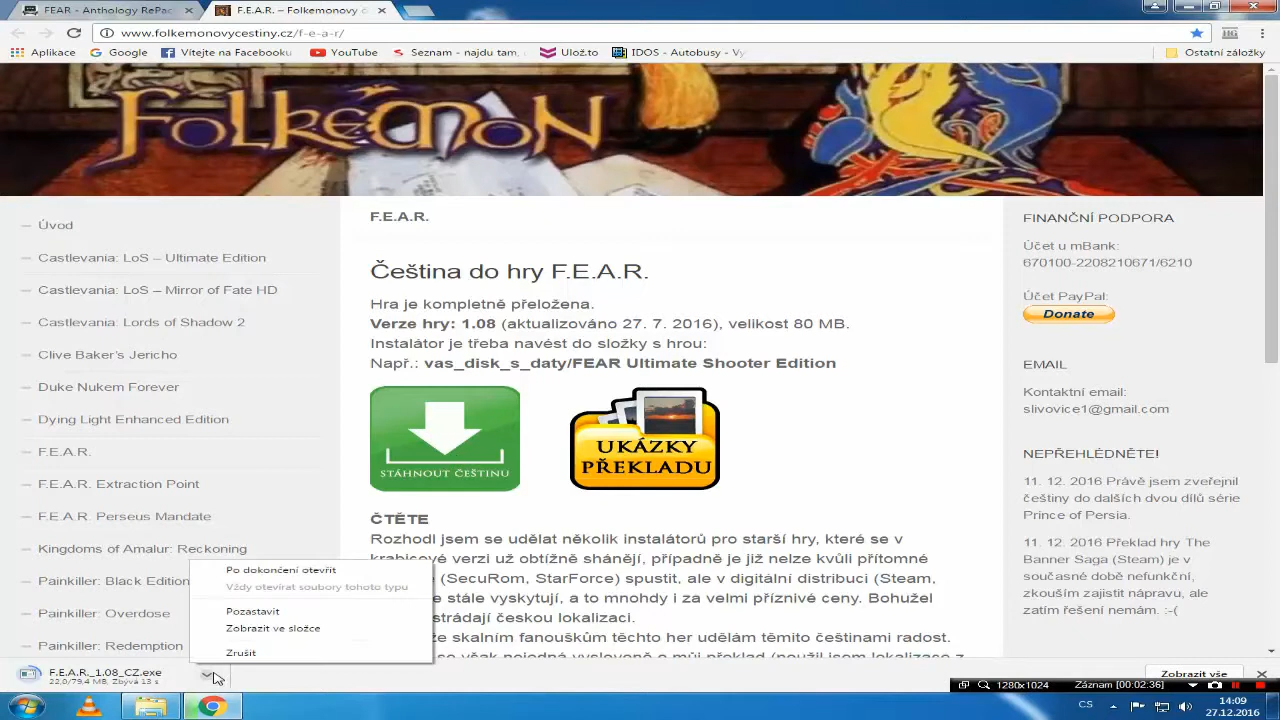 FEAR - Anthology RePac
F.E.A.R. – Folkemonovy č
www.folkemonovycestiny.cz/f-e-a-r/
Aplikace
Google
Vítejte na Facebooku
YouTube
Seznam - najdu tam,
Ulož.to
IDOS - Autobusy - Vy
Ostatní záložky
FOLKEMON
Úvod
Castlevania: LoS – Ultimate Edition
Castlevania: LoS – Mirror of Fate HD
Castlevania: Lords of Shadow 2
Clive Baker's Jericho
Duke Nukem Forever
Dying Light Enhanced Edition
F.E.A.R.
F.E.A.R. Extraction Point
F.E.A.R. Perseus Mandate
Kingdoms of Amalur: Reckoning
Painkiller: Black Edition
Painkiller: Overdose
Painkiller: Redemption
F.E.A.R.
Čeština do hry F.E.A.R.
Hra je kompletně přeložena.
Verze hry: 1.08 (aktualizováno 27. 7. 2016), velikost 80 MB.
Instalátor je třeba navést do složky s hrou:
Např.: vas_disk_s_daty/FEAR Ultimate Shooter Edition
STÁHNOUT ČEŠTINU
UKÁZKY
PŘEKLADU
ČTĚTE
Rozhodl jsem se udělat několik instalátorů pro starší hry, které se v
krabicové verzi už obtížně shánějí, případně je již nelze kvůli přítomné
(SecuRom, StarForce) spustit, ale v digitální distribuci (Steam,
stále vyskytují, a to mnohdy i za velmi příznivé ceny. Bohužel
strádají českou lokalizaci.
že skalním fanouškům těchto her udělám těmito češtinami radost.
FINANČNÍ PODPORA
Účet u mBank:
670100-2208210671/6210
Účet PayPal:
Donate
EMAIL
Kontaktní email:
slivovice1@gmail.com
NEPŘEHLÉDNĚTE!
11. 12. 2016 Právě jsem zveřejnil
češtiny do dalších dvou dílů série
Prince of Persia.
11. 12. 2016 Překlad hry The
Banner Saga (Steam) je v
současné době nefunkční,
zkouším zajistit nápravu, ale
zatím řešení nemám. :-(
Po dokončení otevřít
Vždy otevírat soubory tohoto typu
Pozastavit
Zobrazit ve složce
Zrušit
F.E.A.R._1.08_CZ.exe
22,0/79,4 MB, Zbývá 13 s
Zobrazit vše
1280x1024
Záznam [00:02:36]
CS
14:09
27.12.2016